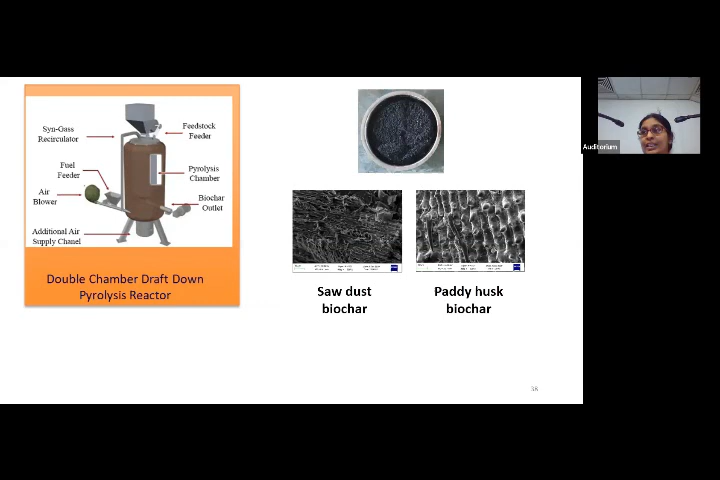 Syn-Gass
Recirculator
Feedstock
Feeder
Fuel
Feeder
Pyrolysis
Chamber
Air
Blower
Biochar
Outlet
Additional Air
Supply Chanel
Double Chamber Draft Down
Pyrolysis Reactor
Saw dust
biochar
Paddy husk
biochar
38
Auditorium